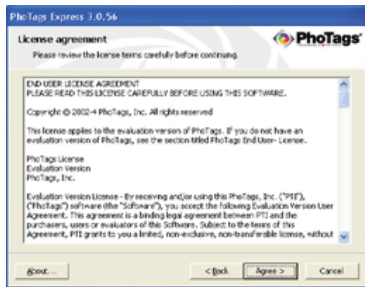 PhoTags Express 3.0.56
License agreement
Please review the license terms carefully before continuing.
PhoTags
END-USER LICENSE AGREEMENT
PLEASE READ THIS LICENSE CAREFULLY BEFORE USING THIS SOFTWARE.
Copyright © 2002-4 PhoTags, Inc. All rights reserved
This license applies to the evaluation version of PhoTags. If you do not have an
evaluation version of PhoTags, see the section titled PhoTags End User- License.
PhoTags License
Evaluation Version
PhoTags, Inc.
Evaluation Version License - By receiving and/or using this PhoTags, Inc. ("PTI"),
("PhoTags") software (the "Software"), you accept the following Evaluation Version User
Agreement. This agreement is a binding legal agreement between PTI and the
purchasers, users or evaluators of this Software. Subject to the terms of this
Agreement, PTI grants to you a limited, non-exclusive, non-transferable license, without
About...
< Back
Agree >
Cancel